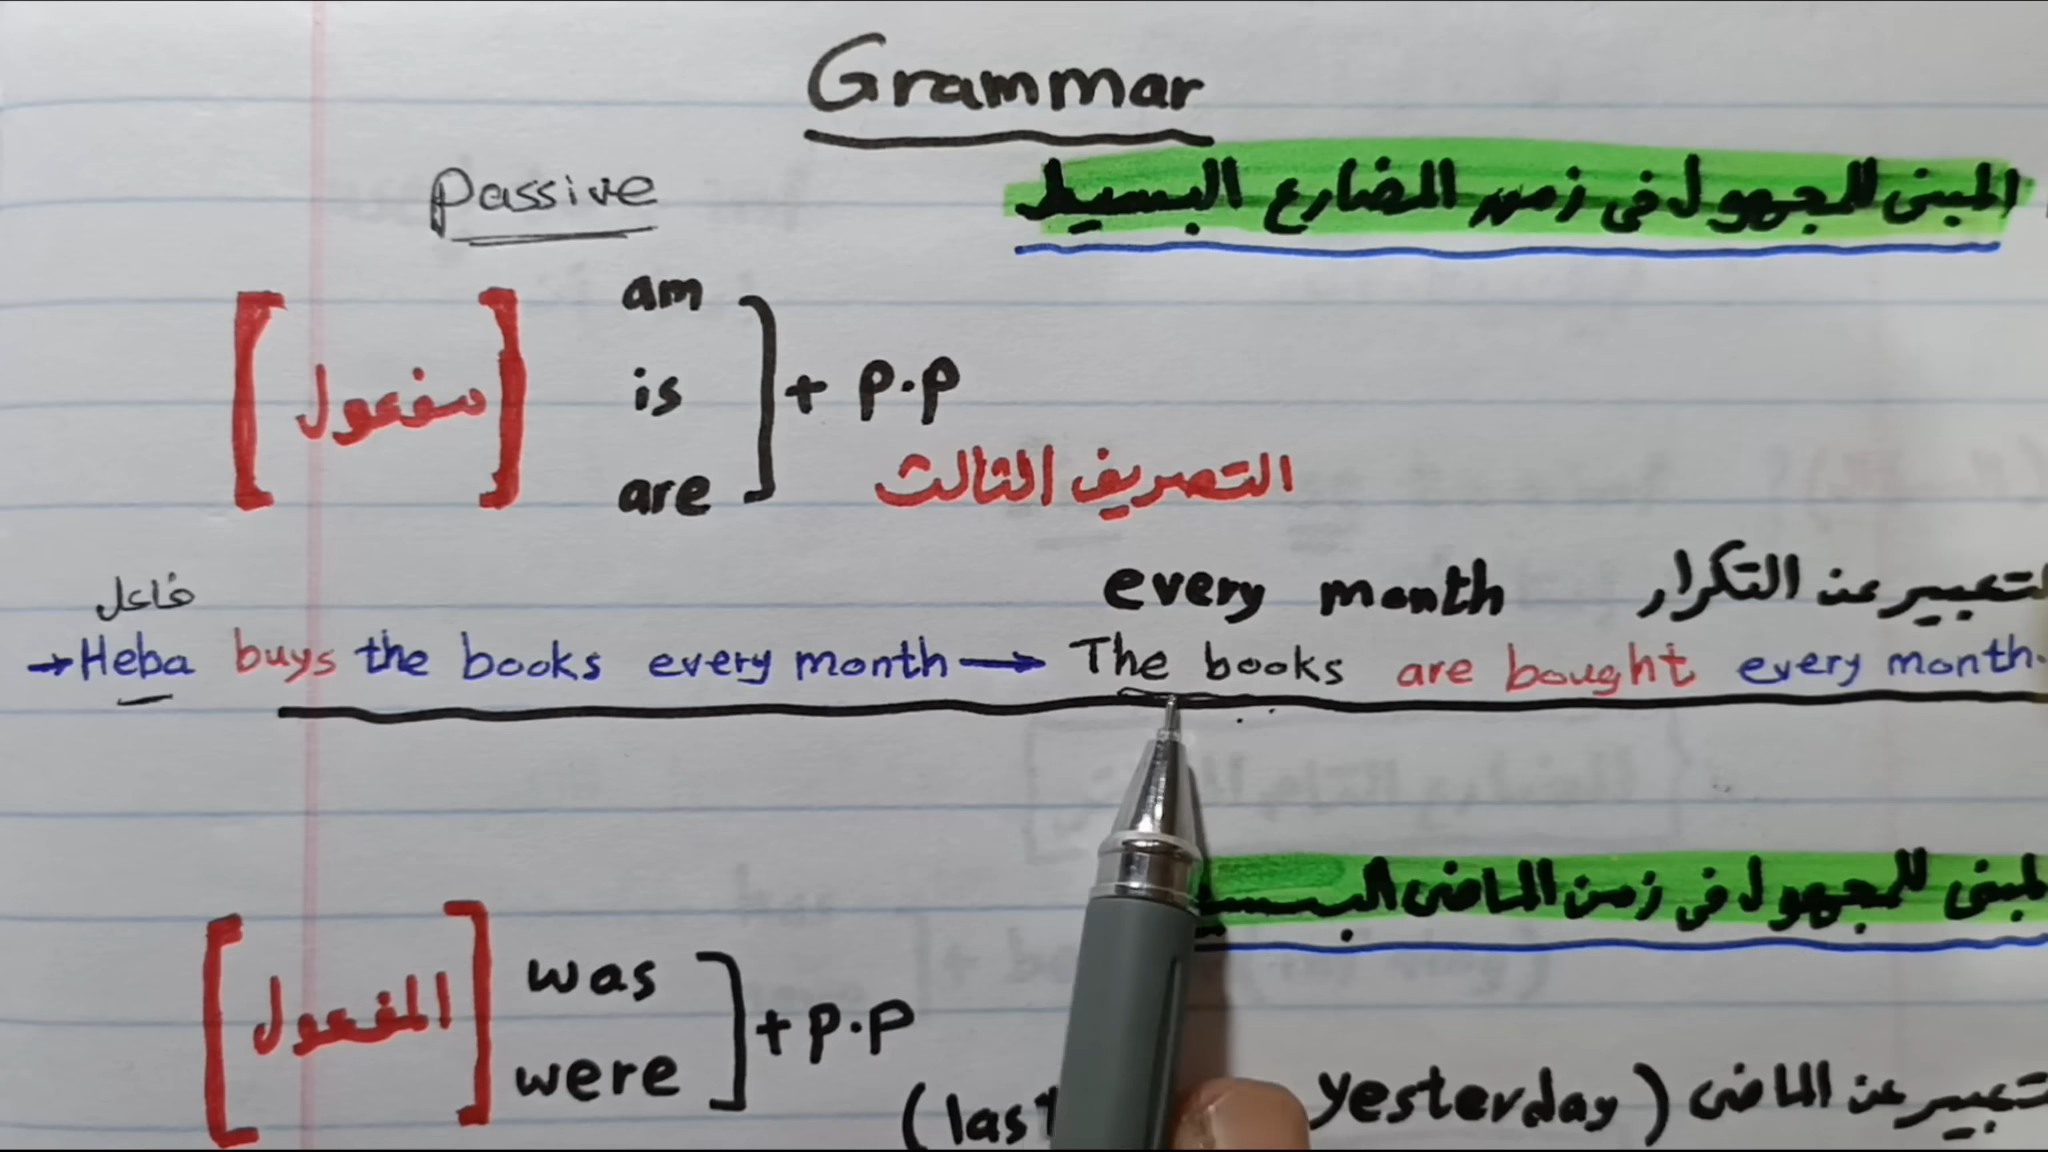 Grammar
Passive
المبنى للمجهول فى زمن المضارع البسيط
am
[مفعول] is ] + p.p
are
التصريف الثالث
every month التعبير عن التكرار
فاعل
→ Heba buys the books every month → The books are bought every month.
المبنى للمجهول فى زمن الماضى البسيط
[المفعول] was
were ] + p.p
yesterday) تعبير عن الماضى